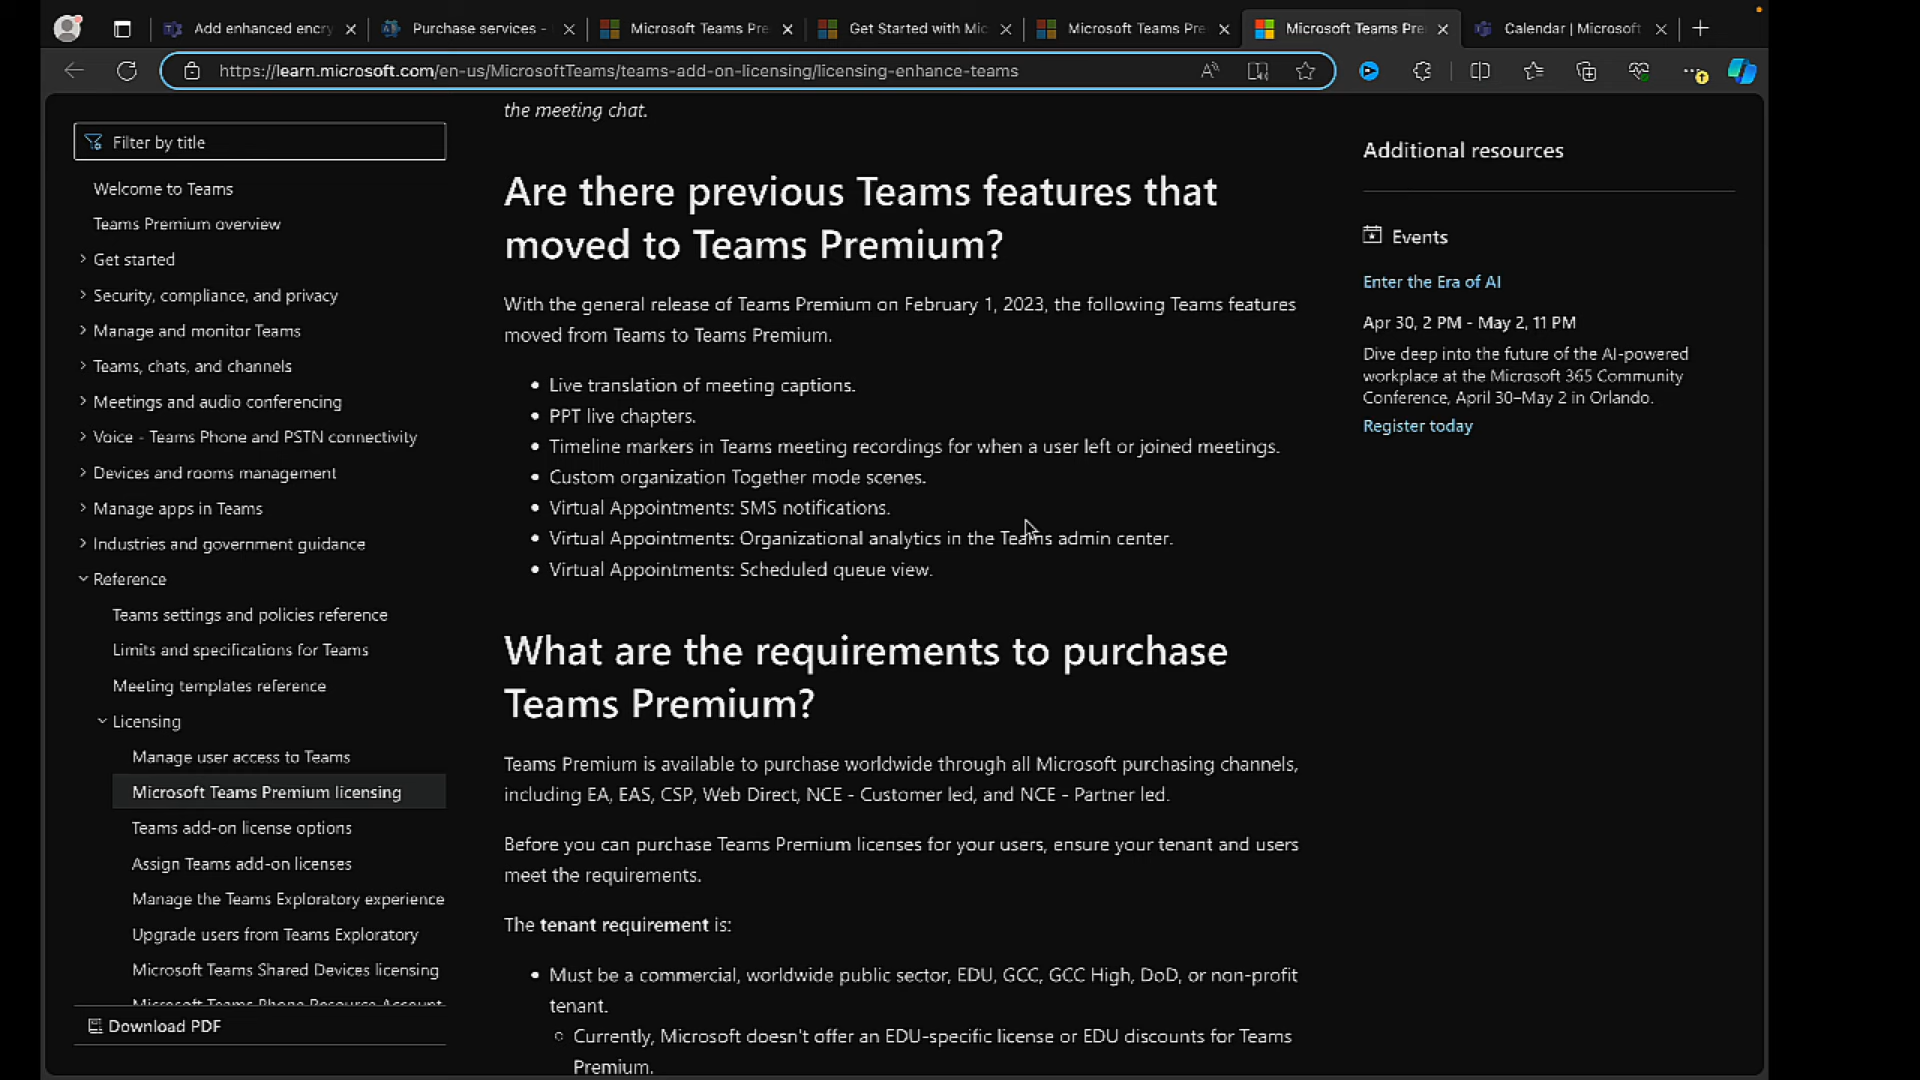 Add enhanced encry
Purchase services -
Microsoft Teams Pre
Get Started with Mic
Microsoft Teams Pre
Microsoft Teams Pre
Calendar | Microsoft
https://learn.microsoft.com/en-us/MicrosoftTeams/teams-add-on-licensing/licensing-enhance-teams
Filter by title
Welcome to Teams
Teams Premium overview
Get started
Security, compliance, and privacy
Manage and monitor Teams
Teams, chats, and channels
Meetings and audio conferencing
Voice - Teams Phone and PSTN connectivity
Devices and rooms management
Manage apps in Teams
Industries and government guidance
Reference
Teams settings and policies reference
Limits and specifications for Teams
Meeting templates reference
Licensing
Manage user access to Teams
Microsoft Teams Premium licensing
Teams add-on license options
Assign Teams add-on licenses
Manage the Teams Exploratory experience
Upgrade users from Teams Exploratory
Microsoft Teams Shared Devices licensing
Microsoft Teams Phone Resource Account
Download PDF
the meeting chat.
Are there previous Teams features that
moved to Teams Premium?
With the general release of Teams Premium on February 1, 2023, the following Teams features
moved from Teams to Teams Premium.
• Live translation of meeting captions.
• PPT live chapters.
• Timeline markers in Teams meeting recordings for when a user left or joined meetings.
• Custom organization Together mode scenes.
• Virtual Appointments: SMS notifications.
• Virtual Appointments: Organizational analytics in the Teams admin center.
• Virtual Appointments: Scheduled queue view.
What are the requirements to purchase
Teams Premium?
Teams Premium is available to purchase worldwide through all Microsoft purchasing channels,
including EA, EAS, CSP, Web Direct, NCE - Customer led, and NCE - Partner led.
Before you can purchase Teams Premium licenses for your users, ensure your tenant and users
meet the requirements.
The tenant requirement is:
• Must be a commercial, worldwide public sector, EDU, GCC, GCC High, DoD, or non-profit
tenant.
○ Currently, Microsoft doesn't offer an EDU-specific license or EDU discounts for Teams
Premium.
Additional resources
Events
Enter the Era of AI
Apr 30, 2 PM - May 2, 11 PM
Dive deep into the future of the AI-powered
workplace at the Microsoft 365 Community
Conference, April 30–May 2 in Orlando.
Register today